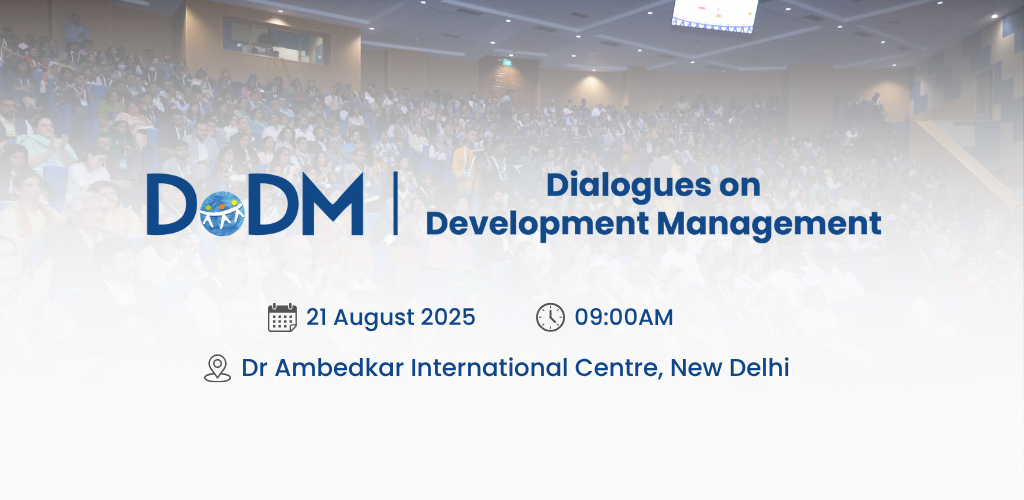 DoDM
Dialogues on
Development Management
21 August 2025
09:00AM
Dr Ambedkar International Centre, New Delhi